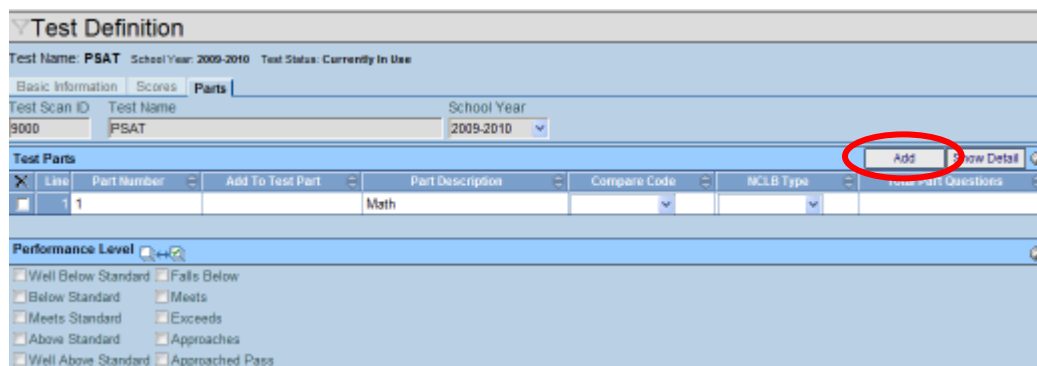 Test Definition
Test Name: PSAT School Year: 2009-2010 Test Status: Currently In Use
Basic Information Scores Parts
Test Scan ID Test Name School Year
9000 PSAT 2009-2010
Test Parts Add Show Detail
X Line Part Number Add To Test Part Part Description Compare Code NCLB Type Total Part Questions
1 1 Math
Performance Level
Well Below Standard Falls Below
Below Standard Meets
Meets Standard Exceeds
Above Standard Approaches
Well Above Standard Approached Pass